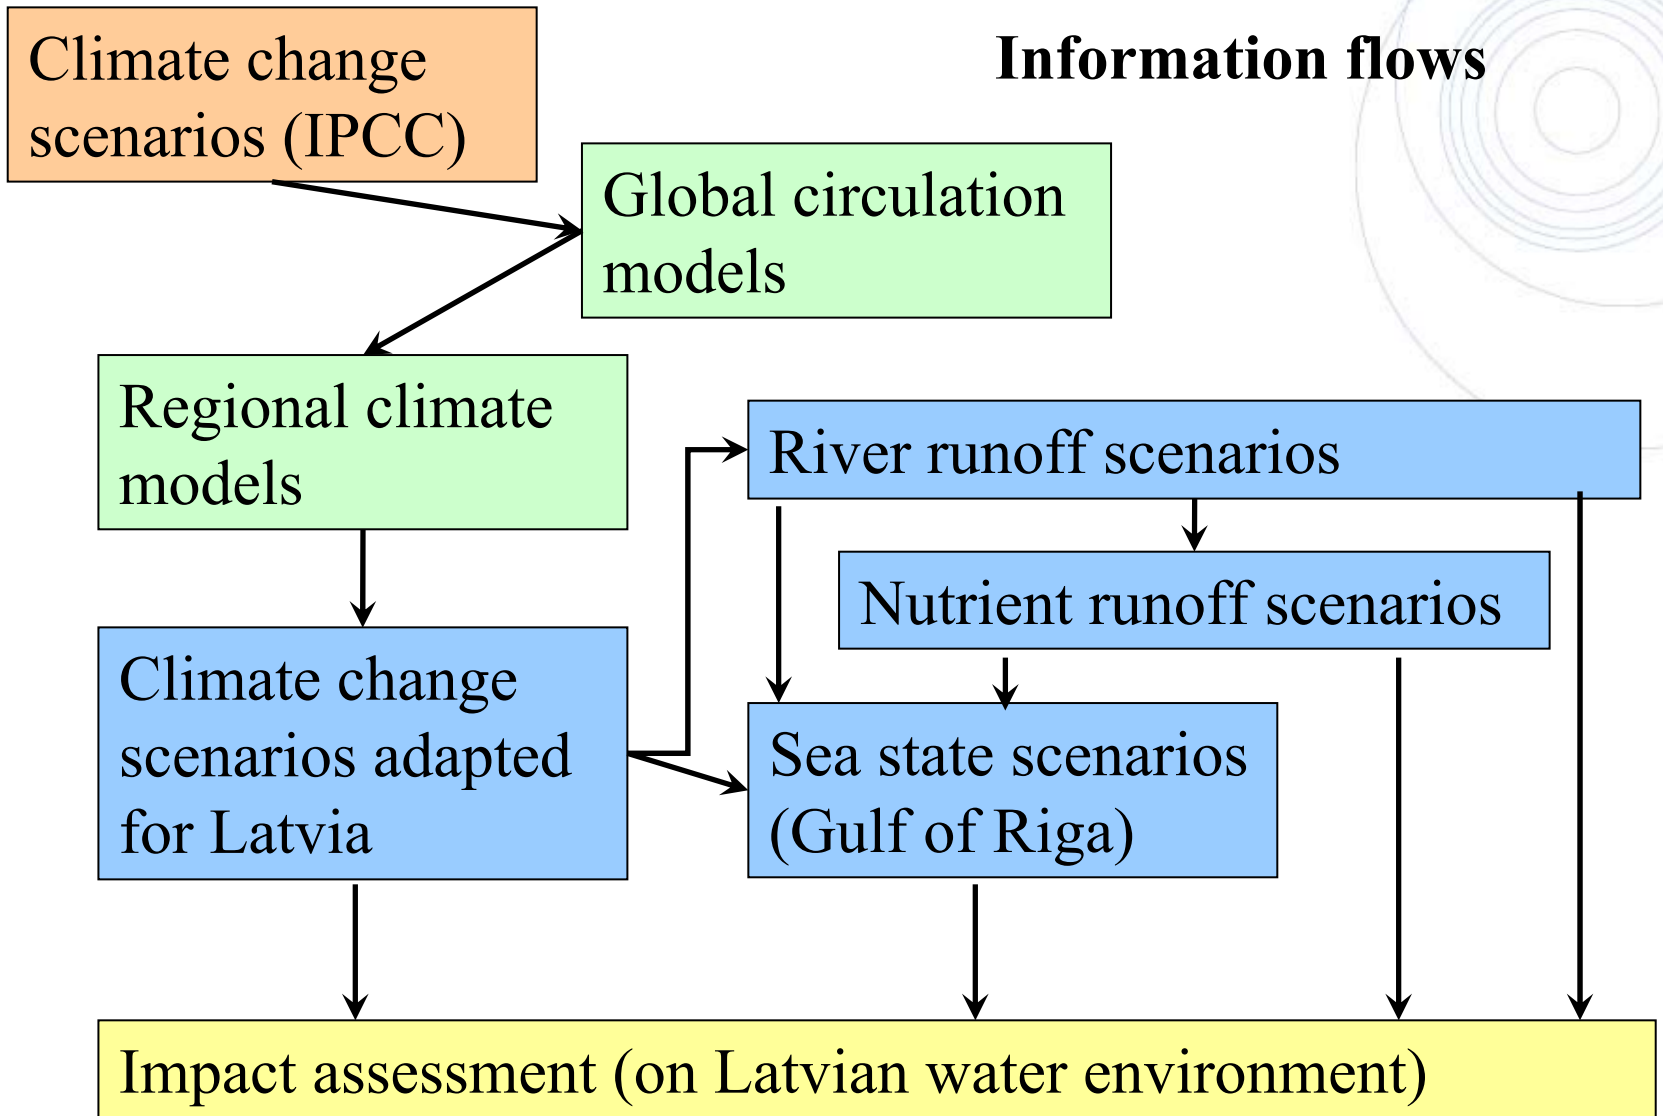 Information flows
Climate change
scenarios (IPCC)
Global circulation
models
Regional climate
models
River runoff scenarios
Nutrient runoff scenarios
Climate change
scenarios adapted
for Latvia
Sea state scenarios
(Gulf of Riga)
Impact assessment (on Latvian water environment)